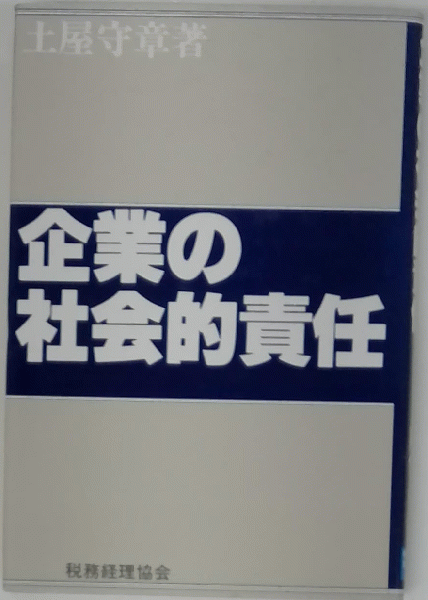 土屋守章著
企業の
社会的責任
税務経理協会